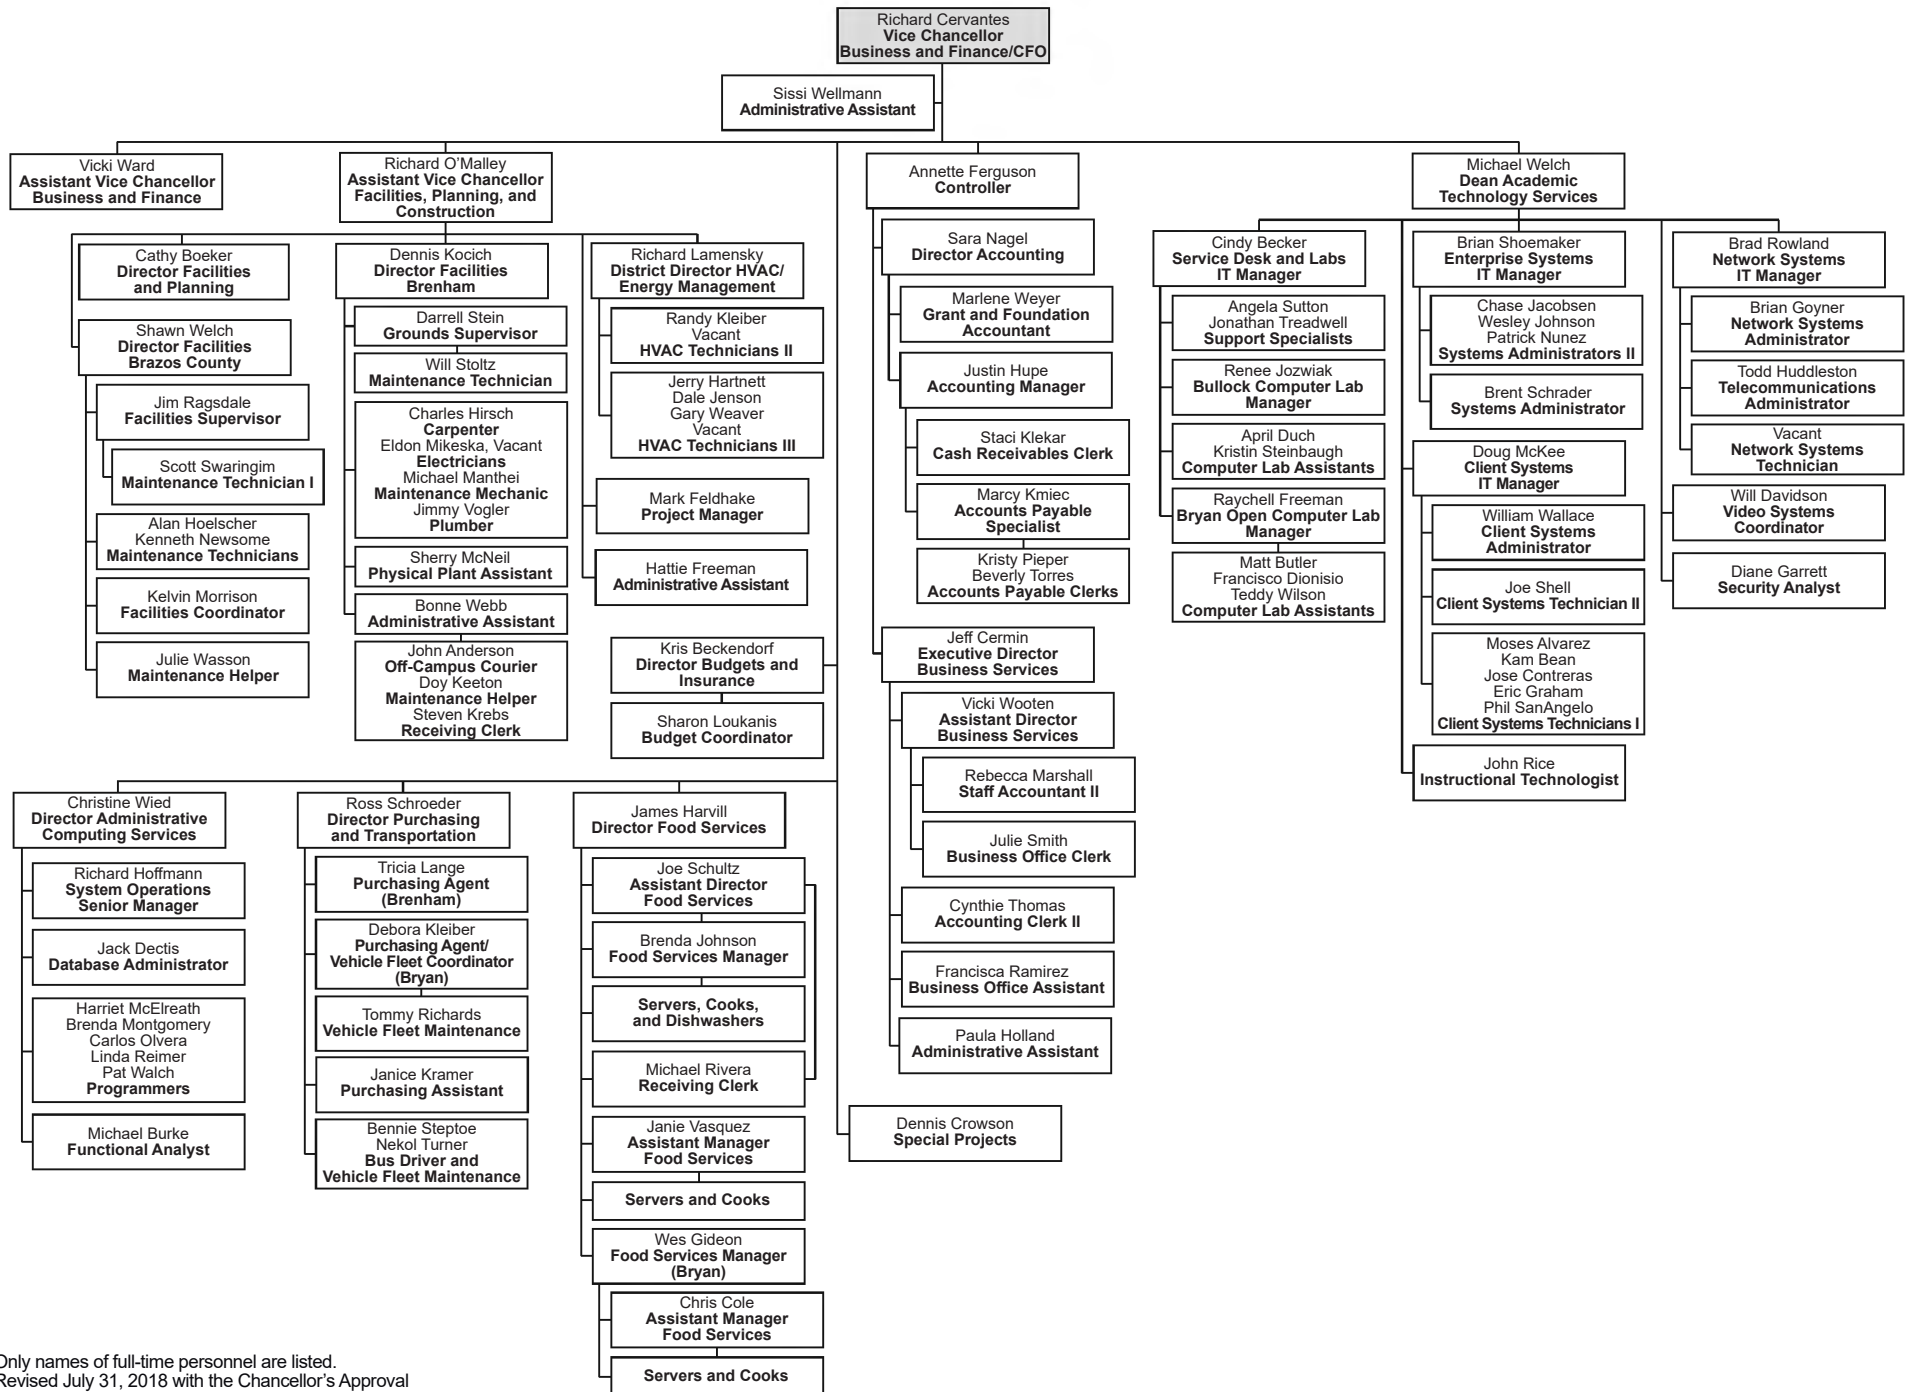 Richard Cervantes
Vice Chancellor
Business and Finance/CFO
Sissi Wellmann
Administrative Assistant
Vicki Ward
Assistant Vice Chancellor
Business and Finance
Richard O’Malley
Assistant Vice Chancellor
Facilities, Planning, and
Construction
Cathy Boeker
Director Facilities
and Planning
Shawn Welch
Director Facilities
Brazos County
Jim Ragsdale
Facilities Supervisor
Scott Swaringim
Maintenance Technician I
Alan Hoelscher
Kenneth Newsome
Maintenance Technicians
Kelvin Morrison
Facilities Coordinator
Julie Wasson
Maintenance Helper
Dennis Kocich
Director Facilities
Brenham
Darrell Stein
Grounds Supervisor
Will Stoltz
Maintenance Technician
Charles Hirsch
Carpenter
Eldon Mikeska, Vacant
Electricians
Michael Manthei
Maintenance Mechanic
Jimmy Vogler
Plumber
Sherry McNeil
Physical Plant Assistant
Bonne Webb
Administrative Assistant
John Anderson
Off-Campus Courier
Doy Keeton
Maintenance Helper
Steven Krebs
Receiving Clerk
Richard Lamensky
District Director HVAC/
Energy Management
Randy Kleiber
Vacant
HVAC Technicians II
Jerry Hartnett
Dale Jenson
Gary Weaver
Vacant
HVAC Technicians III
Mark Feldhake
Project Manager
Hattie Freeman
Administrative Assistant
Kris Beckendorf
Director Budgets and
Insurance
Sharon Loukanis
Budget Coordinator
Annette Ferguson
Controller
Sara Nagel
Director Accounting
Marlene Weyer
Grant and Foundation
Accountant
Justin Hupe
Accounting Manager
Staci Klekar
Cash Receivables Clerk
Marcy Kmiec
Accounts Payable
Specialist
Kristy Pieper
Beverly Torres
Accounts Payable Clerks
Jeff Cermin
Executive Director
Business Services
Vicki Wooten
Assistant Director
Business Services
Rebecca Marshall
Staff Accountant II
Julie Smith
Business Office Clerk
Cynthie Thomas
Accounting Clerk II
Francisca Ramirez
Business Office Assistant
Paula Holland
Administrative Assistant
Dennis Crowson
Special Projects
Michael Welch
Dean Academic
Technology Services
Cindy Becker
Service Desk and Labs
IT Manager
Angela Sutton
Jonathan Treadwell
Support Specialists
Renee Jozwiak
Bullock Computer Lab
Manager
April Duch
Kristin Steinbaugh
Computer Lab Assistants
Raychell Freeman
Bryan Open Computer Lab
Manager
Matt Butler
Francisco Dionisio
Teddy Wilson
Computer Lab Assistants
Brian Shoemaker
Enterprise Systems
IT Manager
Chase Jacobsen
Wesley Johnson
Patrick Nunez
Systems Administrators II
Brent Schrader
Systems Administrator
Doug McKee
Client Systems
IT Manager
William Wallace
Client Systems
Administrator
Joe Shell
Client Systems Technician II
Moses Alvarez
Kam Bean
Jose Contreras
Eric Graham
Phil SanAngelo
Client Systems Technicians I
John Rice
Instructional Technologist
Brad Rowland
Network Systems
IT Manager
Brian Goyner
Network Systems
Administrator
Todd Huddleston
Telecommunications
Administrator
Vacant
Network Systems
Technician
Will Davidson
Video Systems
Coordinator
Diane Garrett
Security Analyst
Christine Wied
Director Administrative
Computing Services
Richard Hoffmann
System Operations
Senior Manager
Jack Dectis
Database Administrator
Harriet McElreath
Brenda Montgomery
Carlos Olvera
Linda Reimer
Pat Walch
Programmers
Michael Burke
Functional Analyst
Ross Schroeder
Director Purchasing
and Transportation
Tricia Lange
Purchasing Agent
(Brenham)
Debora Kleiber
Purchasing Agent/
Vehicle Fleet Coordinator
(Bryan)
Tommy Richards
Vehicle Fleet Maintenance
Janice Kramer
Purchasing Assistant
Bennie Steptoe
Nekol Turner
Bus Driver and
Vehicle Fleet Maintenance
James Harvill
Director Food Services
Joe Schultz
Assistant Director
Food Services
Brenda Johnson
Food Services Manager
Servers, Cooks,
and Dishwashers
Michael Rivera
Receiving Clerk
Janie Vasquez
Assistant Manager
Food Services
Servers and Cooks
Wes Gideon
Food Services Manager
(Bryan)
Chris Cole
Assistant Manager
Food Services
Servers and Cooks
Only names of full-time personnel are listed.
Revised July 31, 2018 with the Chancellor’s Approval